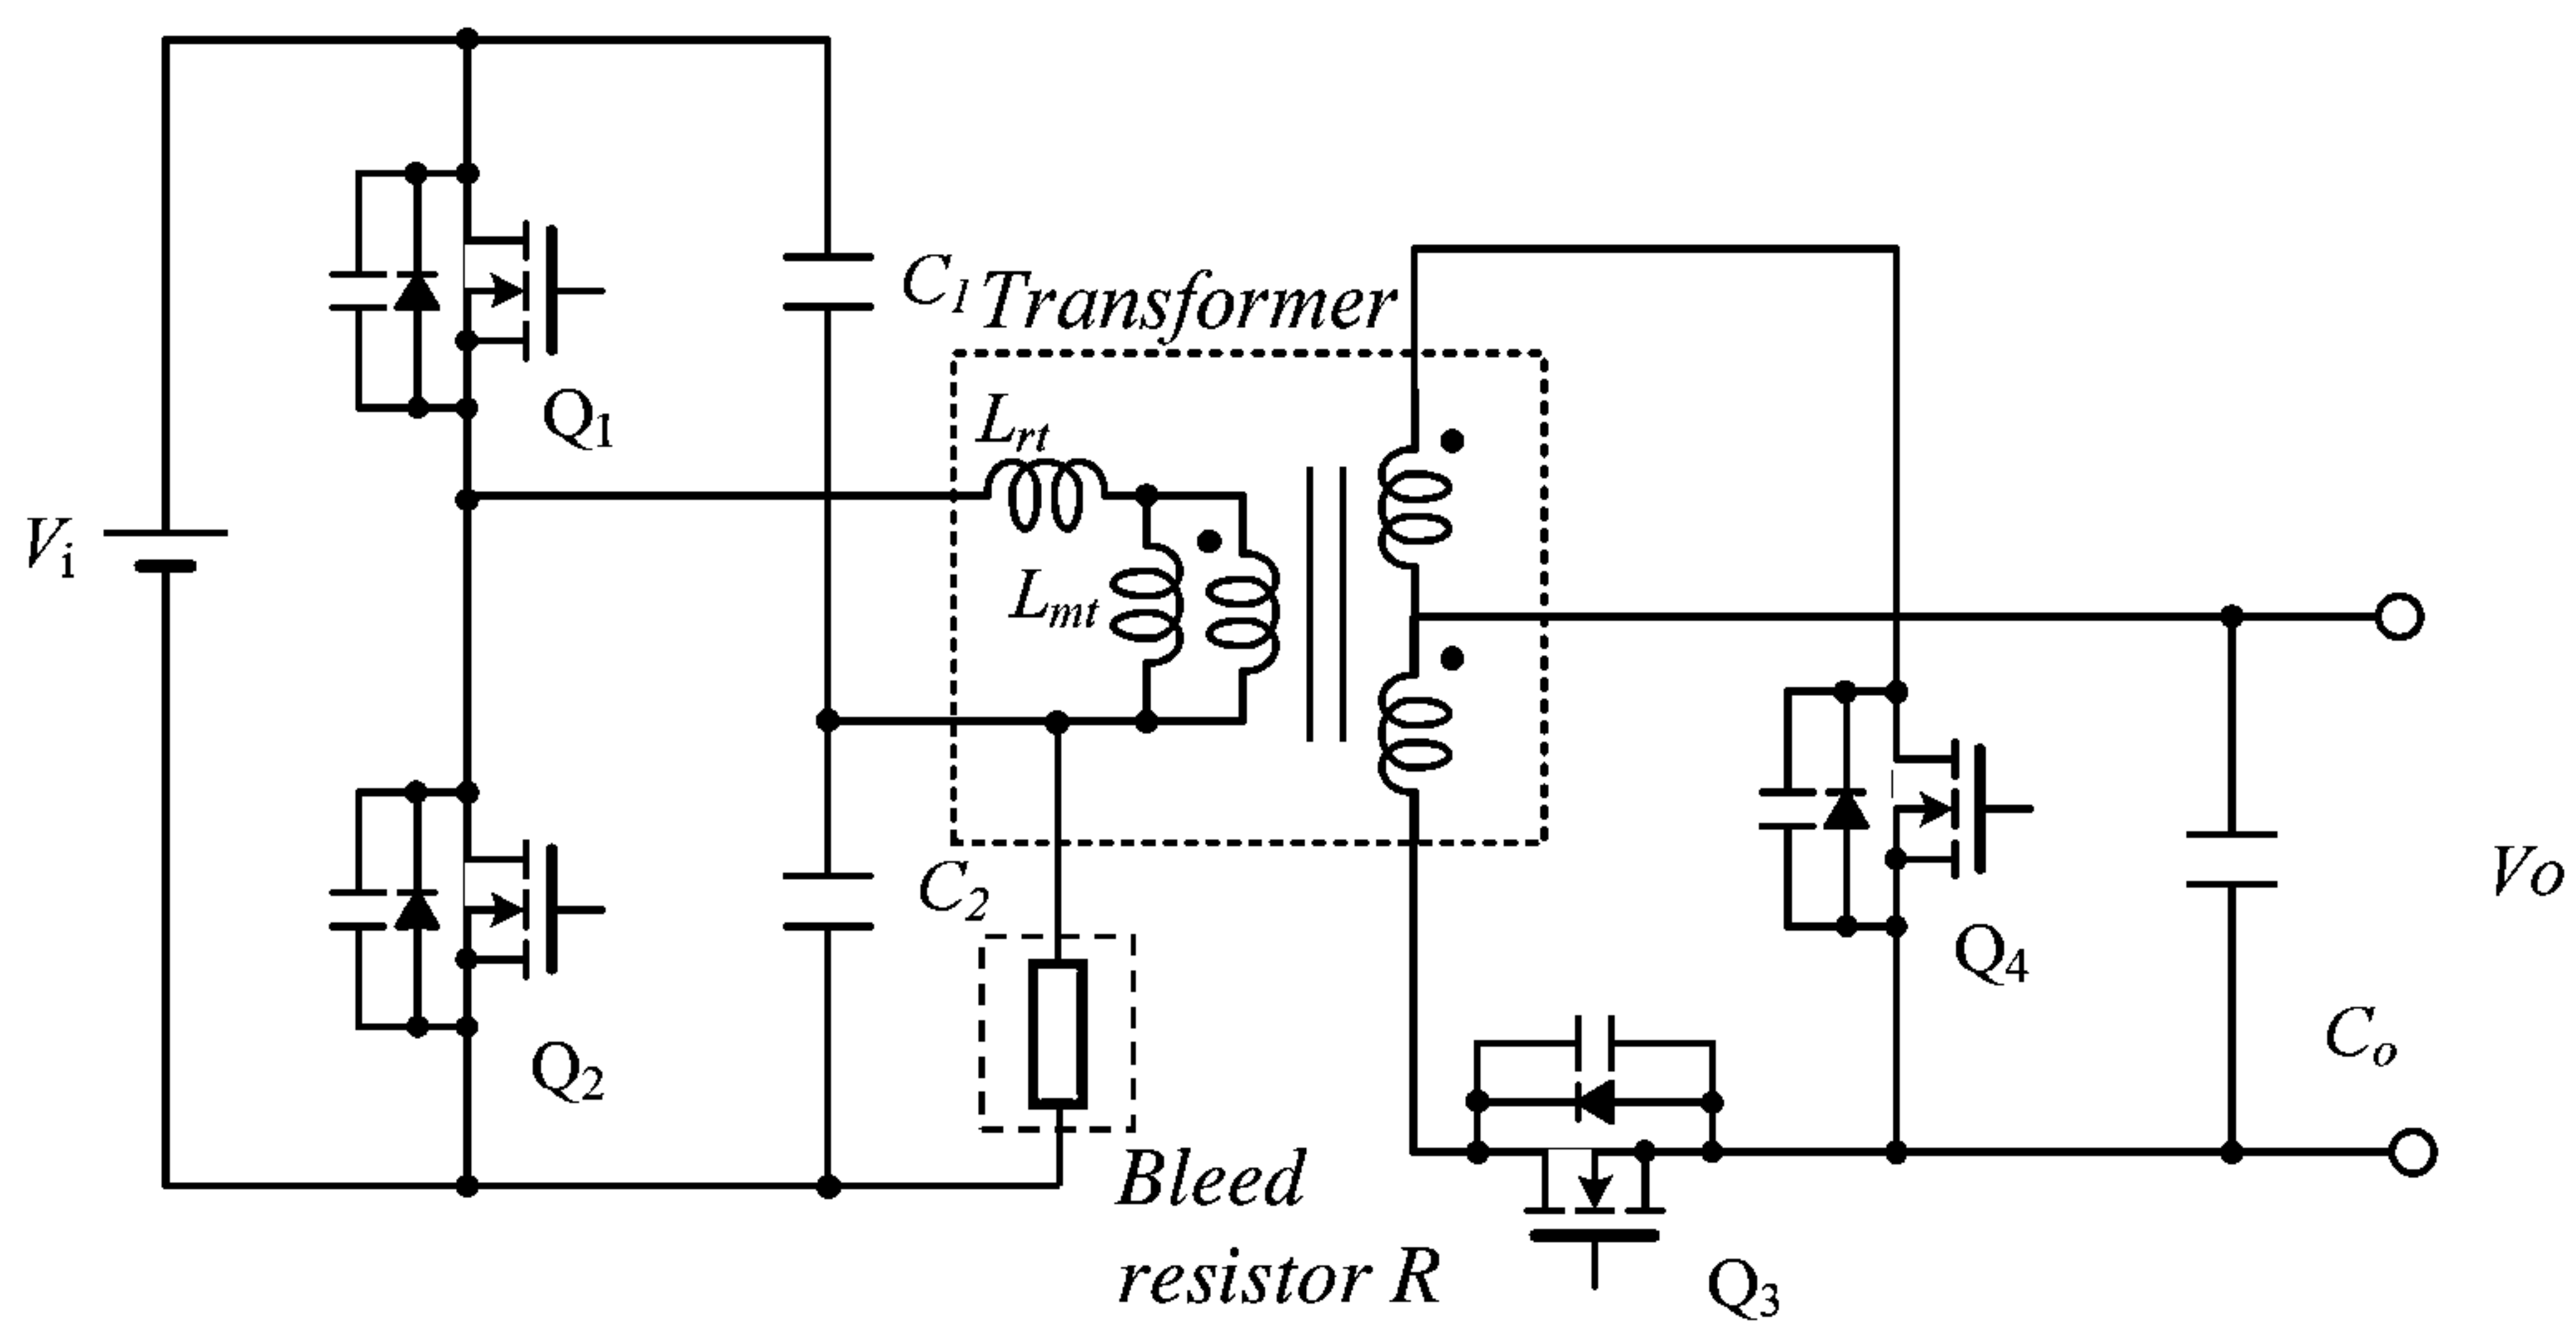 C1
Transformer
Lrt
Q1
Vi
Lmt
C2
Vo
Q4
Co
Q2
Bleed
resistor R
Q3